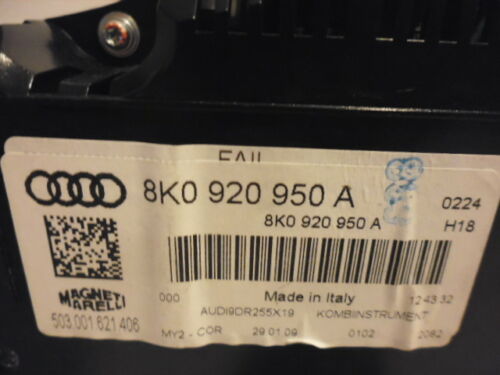 FAIL
8K0 920 950 A 0224
8K0 920 950 A H18
000 Made in Italy 124332
MAGNETI
MARELLI
AUDI9DR255X19 KOMBIINSTRUMENT
503.001.621.406
MY2 - COR 29 01 09 0102 2082